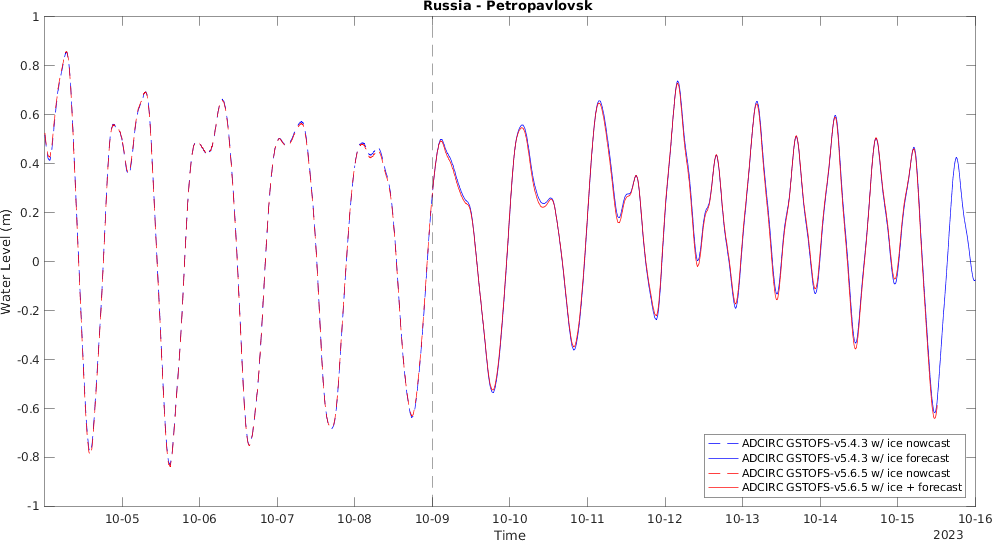 Russia - Petropavlovsk
1
0.8
0.6
0.4
0.2
0
-0.2
-0.4
-0.6
-0.8
-1
Water Level (m)
ADCIRC GSTOFS-v5.4.3 w/ ice nowcast
ADCIRC GSTOFS-v5.4.3 w/ ice forecast
ADCIRC GSTOFS-v5.6.5 w/ ice nowcast
ADCIRC GSTOFS-v5.6.5 w/ ice + forecast
10-05 10-06 10-07 10-08 10-09 10-10 10-11 10-12 10-13 10-14 10-15 10-16
Time
2023